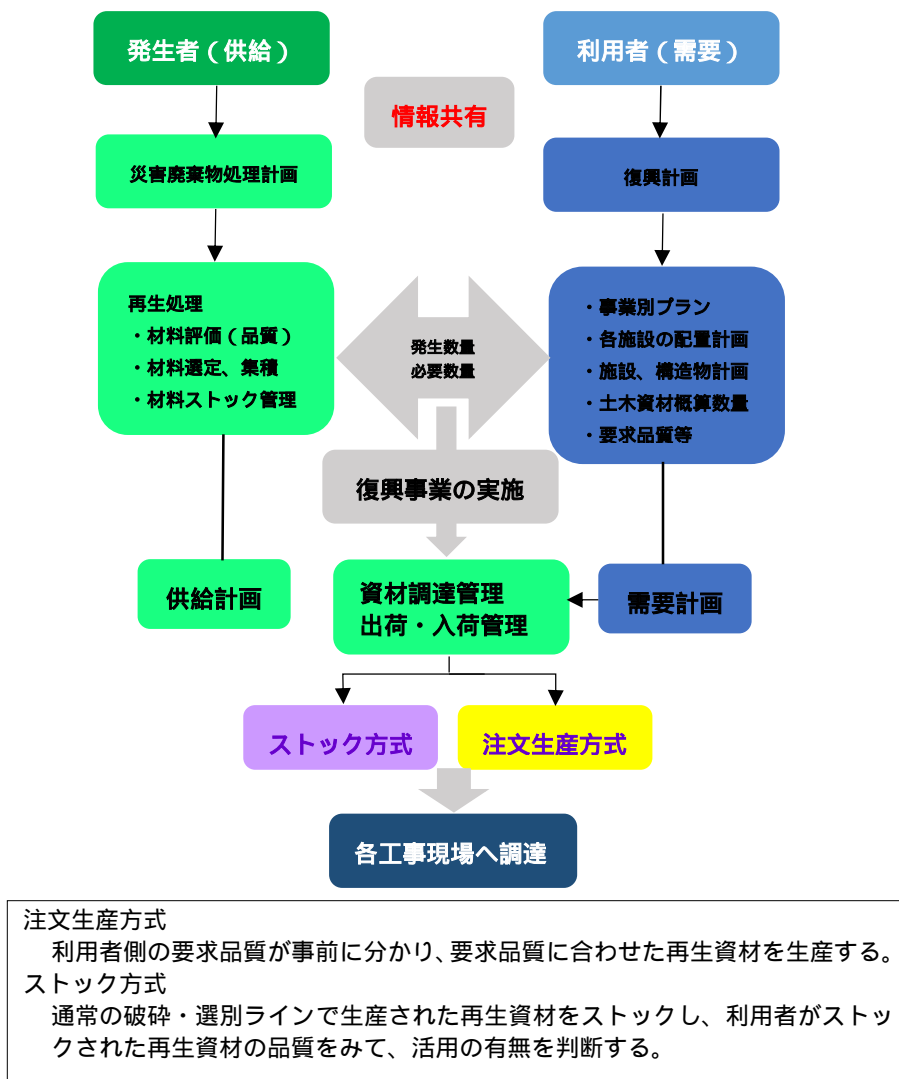 発生者（供給）
利用者（需要）
情報共有
災害廃棄物処理計画
復興計画
再生処理
・材料評価（品質）
・材料選定、集積
・材料ストック管理
発生数量
必要数量
・事業別プラン
・各施設の配置計画
・施設、構造物計画
・土木資材概算数量
・要求品質等
復興事業の実施
供給計画
資材調達管理
出荷・入荷管理
需要計画
ストック方式
注文生産方式
各工事現場へ調達
注文生産方式
利用者側の要求品質が事前に分かり、要求品質に合わせた再生資材を生産する。
ストック方式
通常の破砕・選別ラインで生産された再生資材をストックし、利用者がストッ
クされた再生資材の品質をみて、活用の有無を判断する。